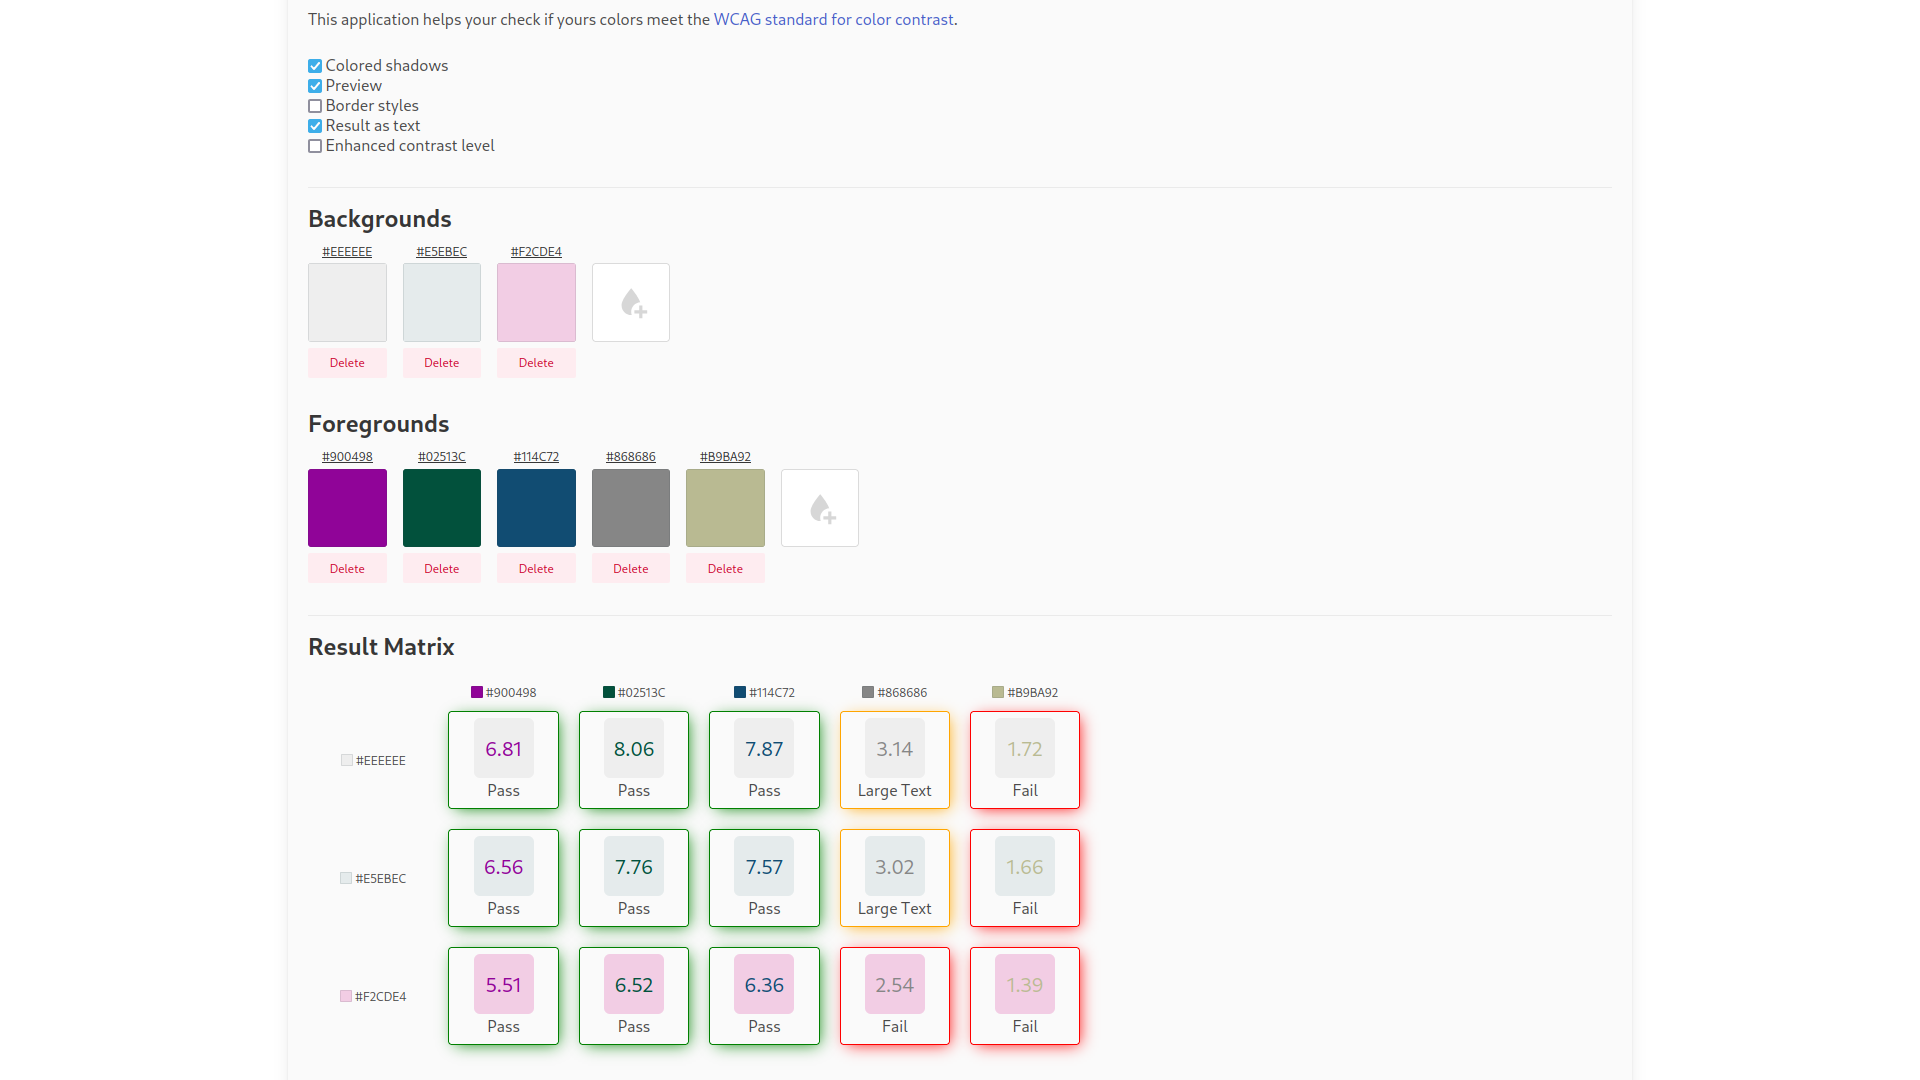 This application helps your check if yours colors meet the WCAG standard for color contrast.
Colored shadows
Preview
Border styles
Result as text
Enhanced contrast level
Backgrounds
#EEEEEE #E5EBEC #F2CDE4
Delete Delete Delete
Foregrounds
#900498 #02513C #114C72 #868686 #B9BA92
Delete Delete Delete Delete Delete
Result Matrix
#900498 #02513C #114C72 #868686 #B9BA92
#EEEEEE 6.81 8.06 7.87 3.14 1.72
Pass Pass Pass Large Text Fail
#E5EBEC 6.56 7.76 7.57 3.02 1.66
Pass Pass Pass Large Text Fail
#F2CDE4 5.51 6.52 6.36 2.54 1.39
Pass Pass Pass Fail Fail